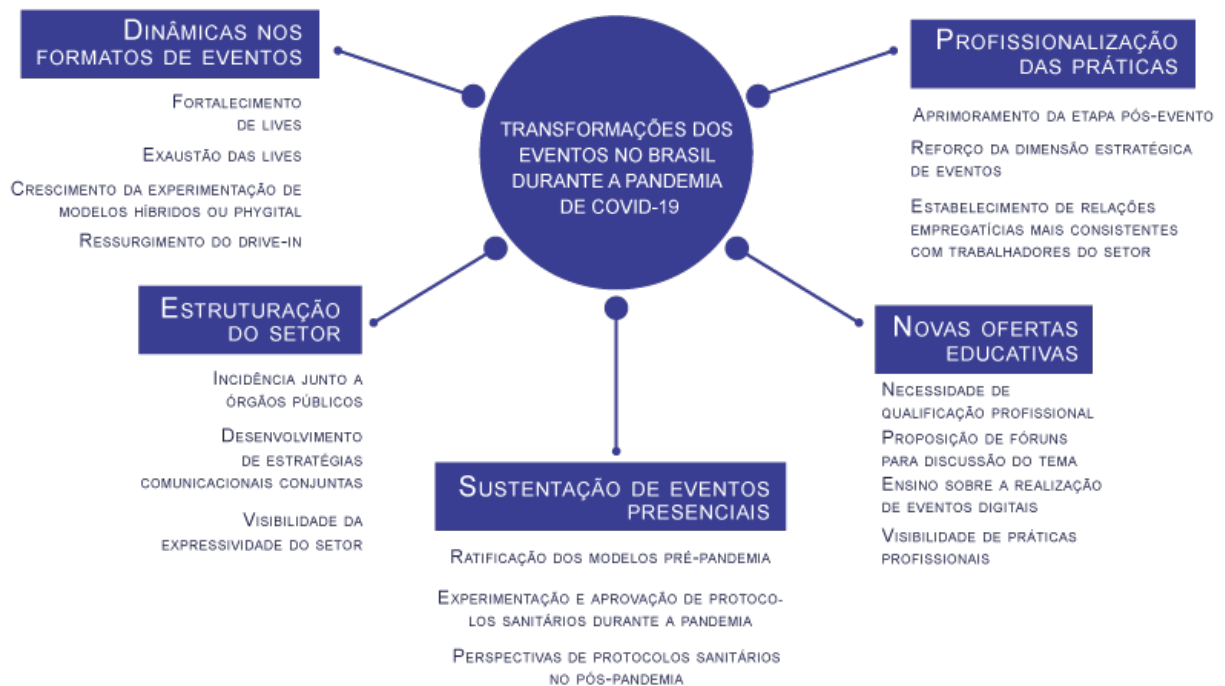 TRANSFORMAÇÕES DOS
EVENTOS NO BRASIL
DURANTE A PANDEMIA
DE COVID-19
DINÂMICAS NOS
FORMATOS DE EVENTOS
FORTALECIMENTO
DE LIVES
EXAUSTÃO DAS LIVES
CRESCIMENTO DA EXPERIMENTAÇÃO DE
MODELOS HÍBRIDOS OU PHYGITAL
RESSURGIMENTO DO DRIVE-IN
ESTRUTURAÇÃO
DO SETOR
INCIDÊNCIA JUNTO A
ÓRGÃOS PÚBLICOS
DESENVOLVIMENTO
DE ESTRATÉGIAS
COMUNICACIONAIS CONJUNTAS
VISIBILIDADE DA
EXPRESSIVIDADE DO SETOR
SUSTENTAÇÃO DE EVENTOS
PRESENCIAIS
RATIFICAÇÃO DOS MODELOS PRÉ-PANDEMIA
EXPERIMENTAÇÃO E APROVAÇÃO DE PROTOCO-
LOS SANITÁRIOS DURANTE A PANDEMIA
PERSPECTIVAS DE PROTOCOLOS SANITÁRIOS
NO PÓS-PANDEMIA
PROFISSIONALIZAÇÃO
DAS PRÁTICAS
APRIMORAMENTO DA ETAPA PÓS-EVENTO
REFORÇO DA DIMENSÃO ESTRATÉGICA
DE EVENTOS
ESTABELECIMENTO DE RELAÇÕES
EMPREGATÍCIAS MAIS CONSISTENTES
COM TRABALHADORES DO SETOR
NOVAS OFERTAS
EDUCATIVAS
NECESSIDADE DE
QUALIFICAÇÃO PROFISSIONAL
PROPOSIÇÃO DE FÓRUNS
PARA DISCUSSÃO DO TEMA
ENSINO SOBRE A REALIZAÇÃO
DE EVENTOS DIGITAIS
VISIBILIDADE DE PRÁTICAS
PROFISSIONAIS